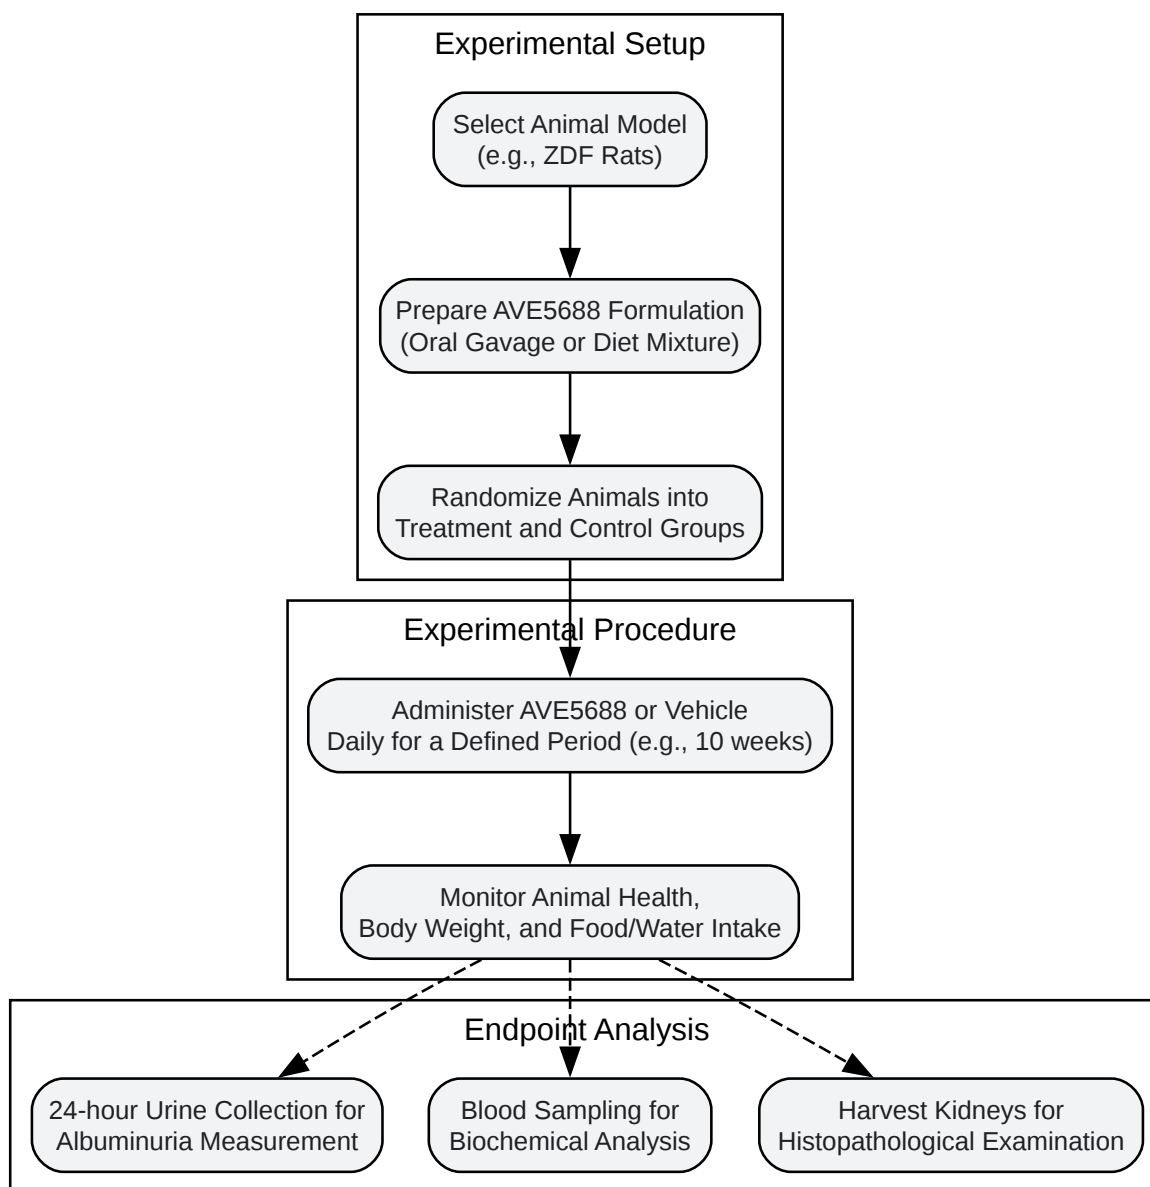 Experimental Setup
Select Animal Model
(e.g., ZDF Rats)
Prepare AVE5688 Formulation
(Oral Gavage or Diet Mixture)
Randomize Animals into
Treatment and Control Groups
Experimental Procedure
Administer AVE5688 or Vehicle
Daily for a Defined Period (e.g., 10 weeks)
Monitor Animal Health,
Body Weight, and Food/Water Intake
Endpoint Analysis
24-hour Urine Collection for
Albuminuria Measurement
Blood Sampling for
Biochemical Analysis
Harvest Kidneys for
Histopathological Examination